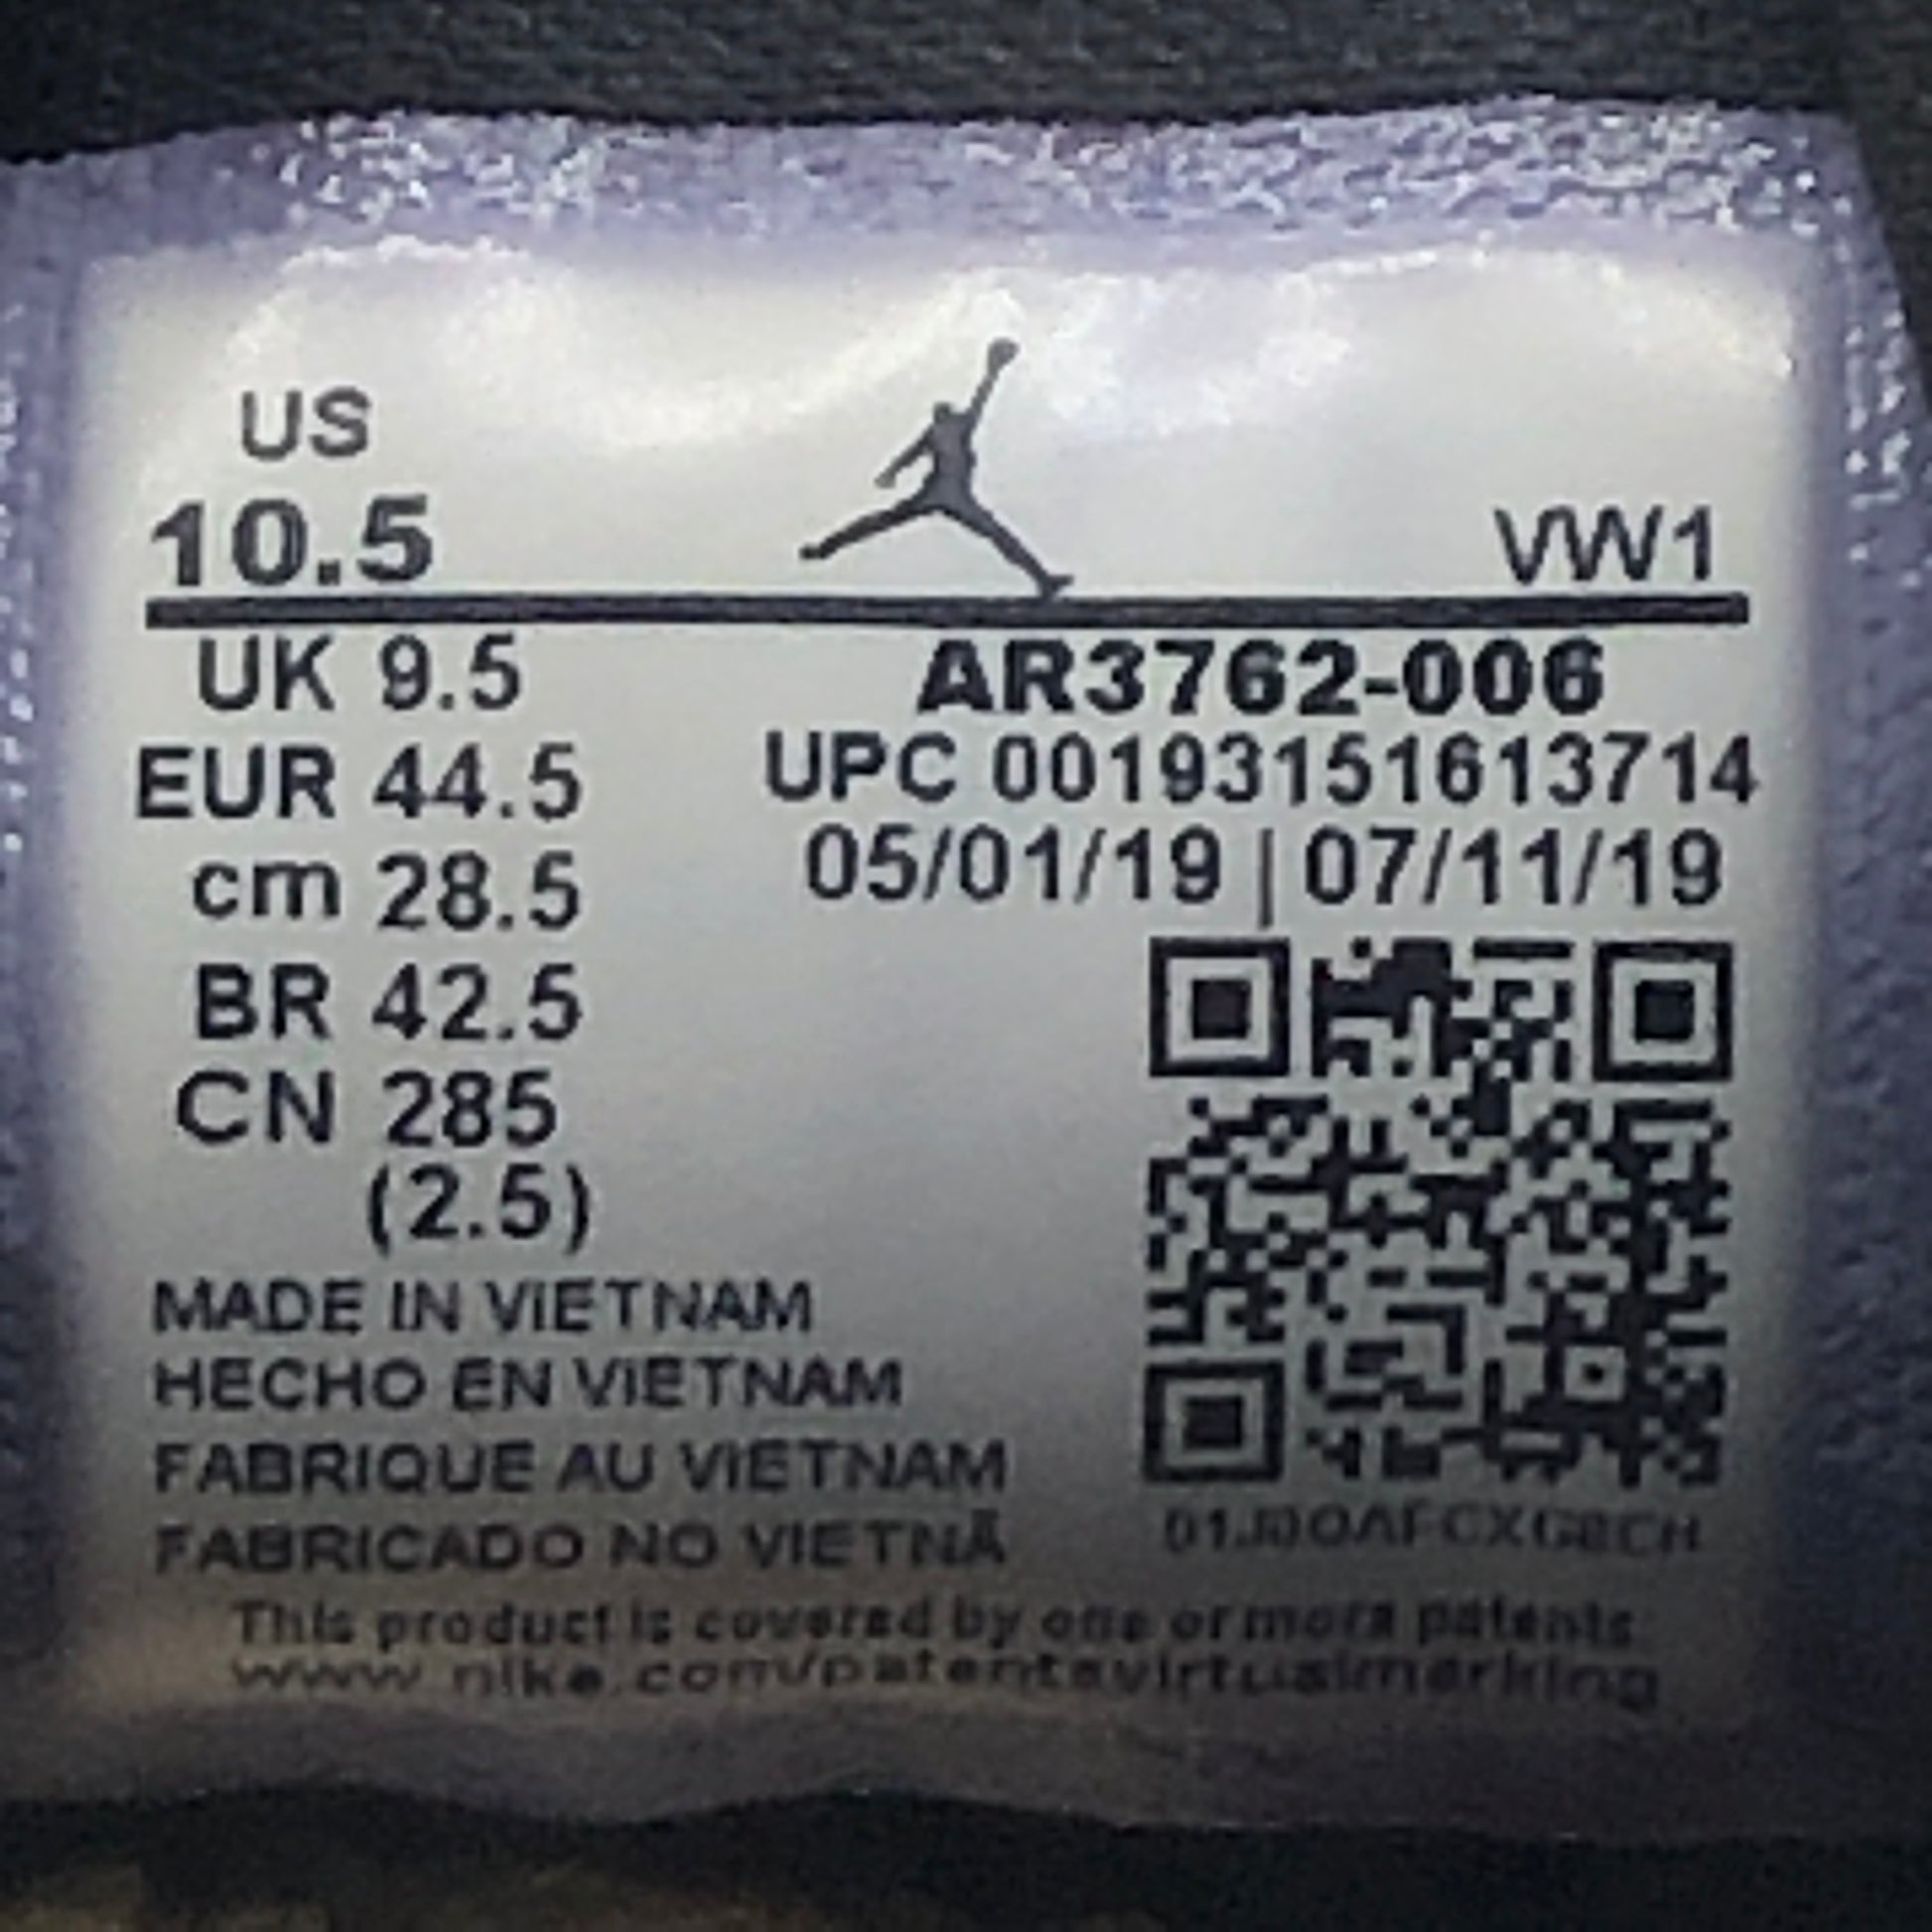 US
10.5
VW1
UK 9.5
EUR 44.5
cm 28.5
BR 42.5
CN 285
(2.5)
AR3762-006
UPC 00193151613714
05/01/19 | 07/11/19
MADE IN VIETNAM
HECHO EN VIETNAM
FABRIQUE AU VIETNAM
FABRICADO NO VIETNÃ
This product is covered by one or more patents
www.nike.com/patentsvirtualmarking